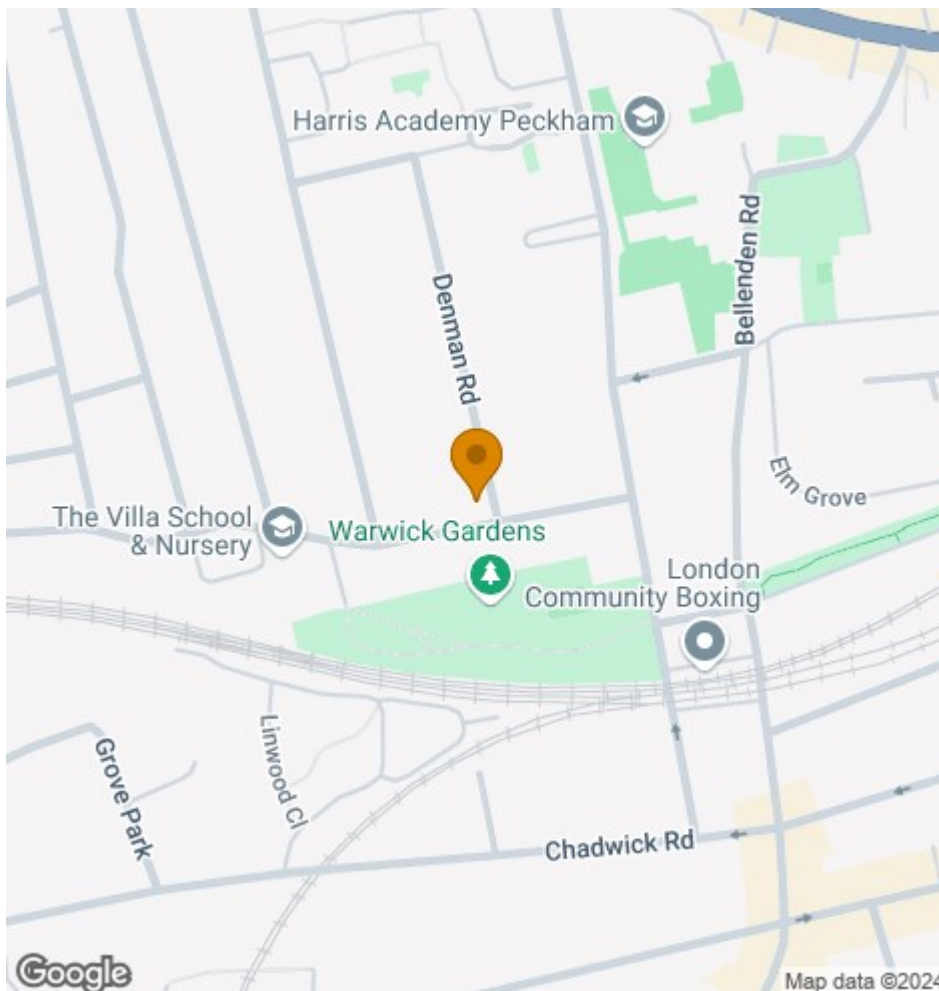 Harris Academy Peckham
Bellenden Rd
Denman Rd
Elm Grove
The Villa School
& Nursery
Warwick Gardens
London
Community Boxing
Linwood Cl
Grove Park
Chadwick Rd
Google
Map data ©2024